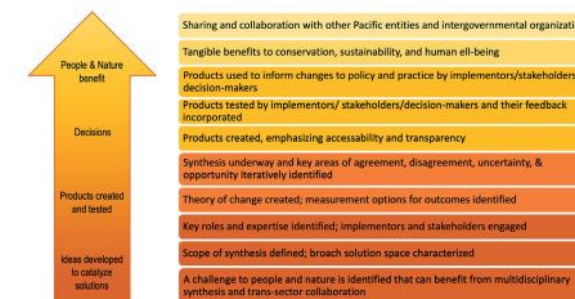 People & Nature
benefit
Decisions
Products created
and tested
Ideas developed
to catalyze
solutions
Sharing and collaboration with other Pacific entities and intergovernmental organizati
Tangible benefits to conservation, sustainability, and human ell-being
Products used to inform changes to policy and practice by implementors/stakeholders
decision-makers
Products tested by implementors/ stakeholders/decision-makers and their feedback
incorporated
Products created, emphasizing accessability and transparency
Synthesis underway and key areas of agreement, disagreement, uncertainty, &
opportunity iteratively identified
Theory of change created; measurement options for outcomes identified
Key roles and expertise identified; implementors and stakeholders engaged
Scope of synthesis defined; broach solution space characterized
A challenge to people and nature is identified that can benefit from multidisciplinary
synthesis and trans-sector collaboration